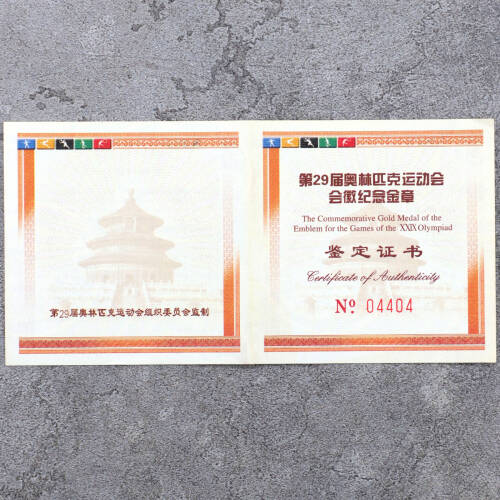 第29届奥林匹克运动会组织委员会监制
第29届奥林匹克运动会
会徽纪念金章
The Commemorative Gold Medal of the
Emblem for the Games of the XXIX Olympiad
鉴定证书
Certificate of Authenticity
Nº 04404